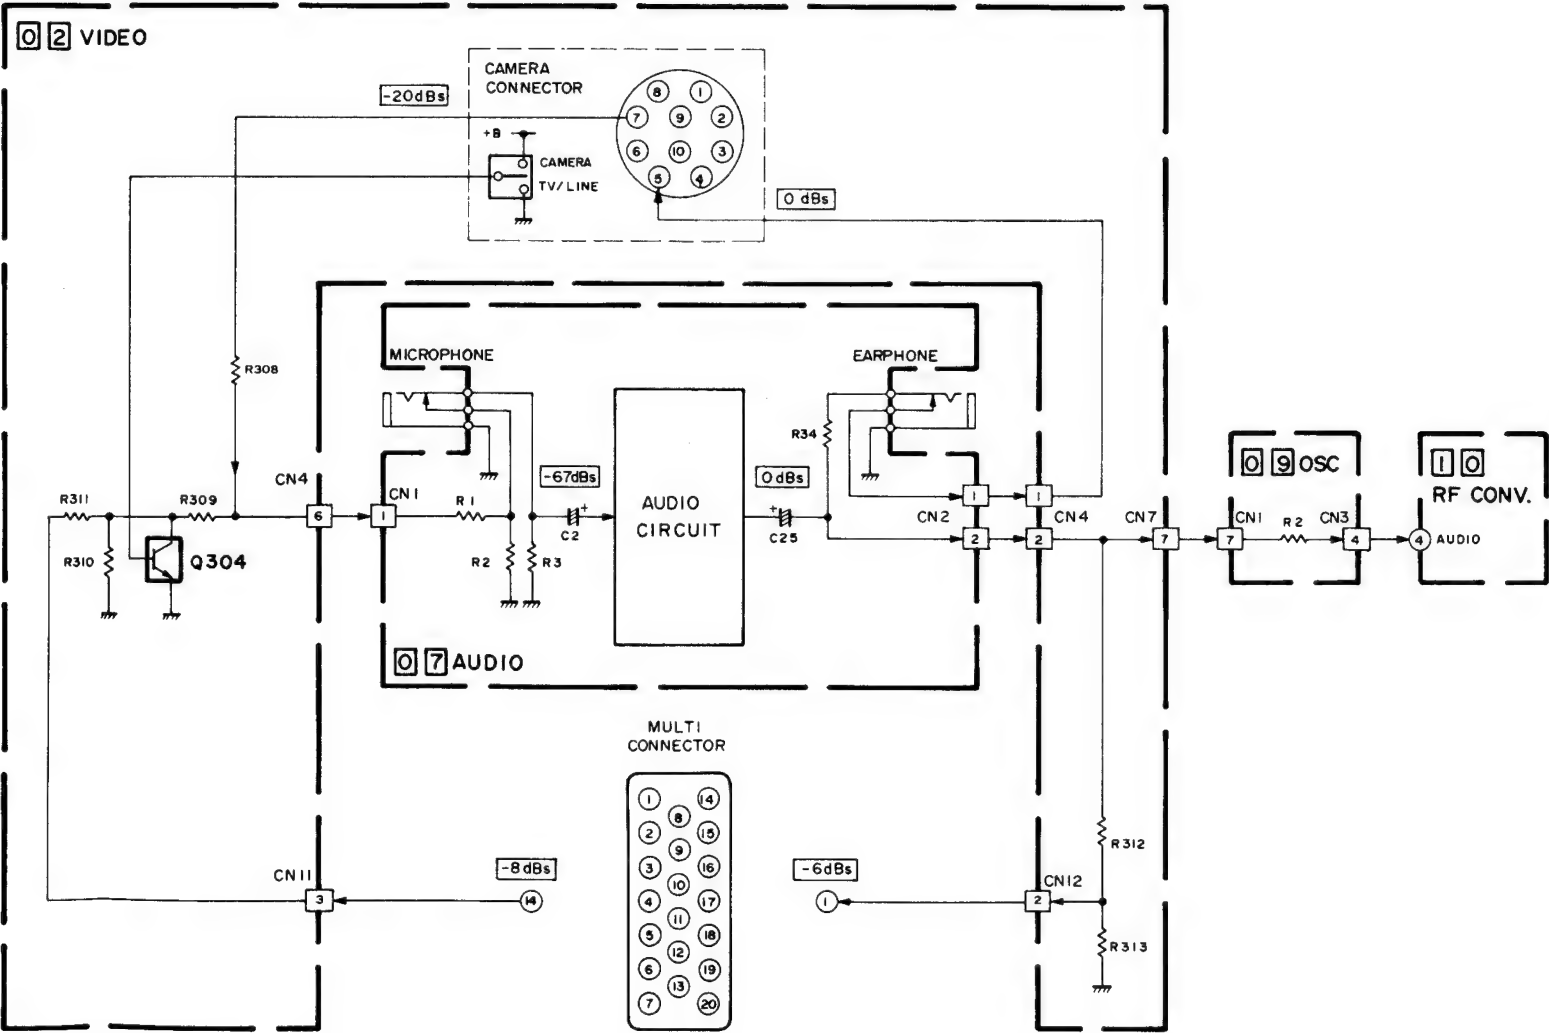 0 2 VIDEO
CAMERA
CONNECTOR
-20dBs
8
1
7
9
2
6
10
3
5
4
+B
CAMERA
TV/LINE
0 dBs
R308
MICROPHONE
EARPHONE
R34
CN4
CN1
R311
R309
6
1
R1
-67dBs
+
C2
AUDIO
CIRCUIT
0dBs
+
C25
1
1
CN2
CN4
2
2
CN7
7
R310
Q304
R2
R3
0 9 OSC
CN1
R2
CN3
7
4
1 0
RF CONV.
4
AUDIO
0 7 AUDIO
MULTI
CONNECTOR
1
14
8
2
15
9
3
16
10
4
17
11
5
18
12
6
19
13
7
20
R312
CN11
3
-8dBs
14
-6dBs
1
CN12
2
R313